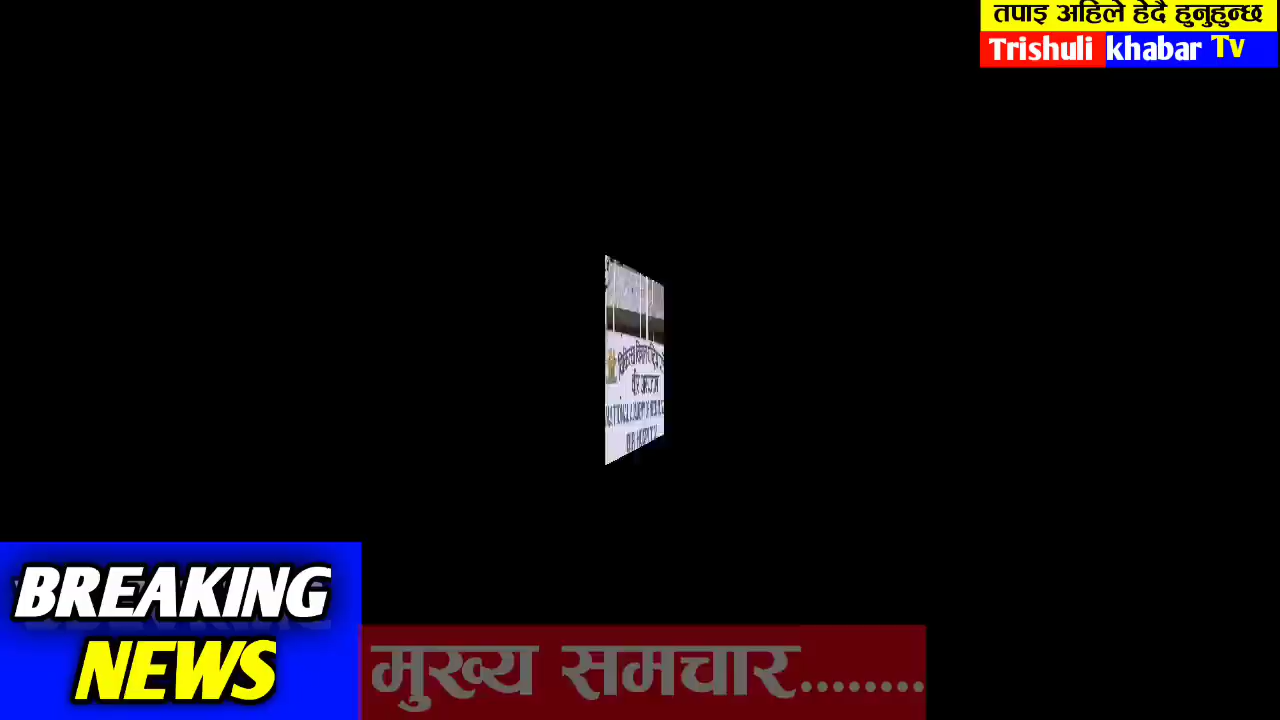 तपाइ अहिले हेदै हुनुहुन्छ
Trishuli khabar Tv
BREAKING
NEWS
मुख्य समचार........